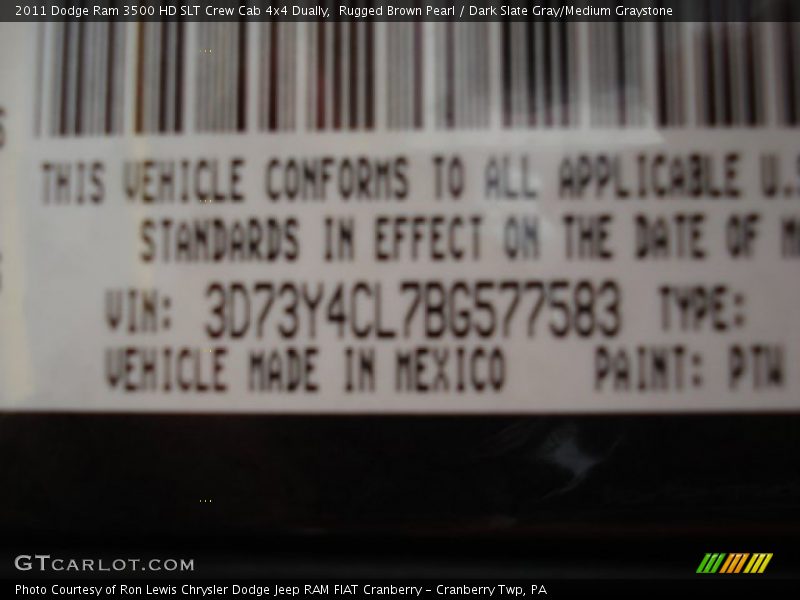 2011 Dodge Ram 3500 HD SLT Crew Cab 4x4 Dually,  Rugged Brown Pearl / Dark Slate Gray/Medium Graystone
THIS VEHICLE CONFORMS TO ALL APPLICABLE U.S
STANDARDS IN EFFECT ON THE DATE OF M
VIN: 3D73Y4CL7BG577583 TYPE:
VEHICLE MADE IN MEXICO PAINT: PTW
GTCARLOT.COM
Photo Courtesy of Ron Lewis Chrysler Dodge Jeep RAM FIAT Cranberry – Cranberry Twp, PA